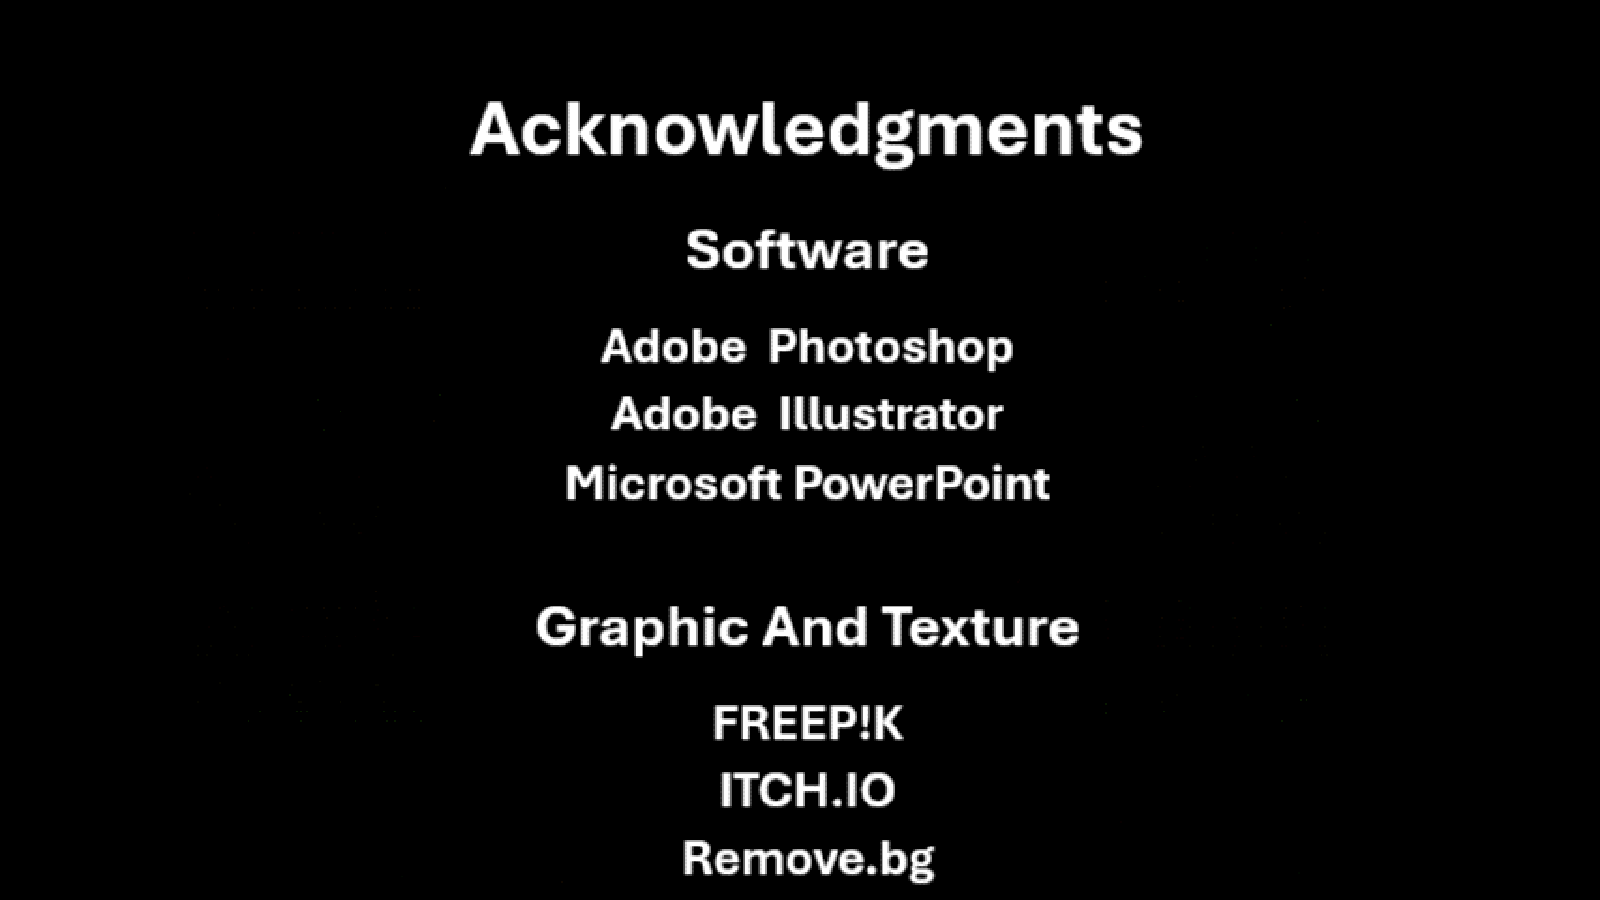 Acknowledgments
Software
Adobe Photoshop
Adobe Illustrator
Microsoft PowerPoint
Graphic And Texture
FREEP!K
ITCH.IO
Remove.bg